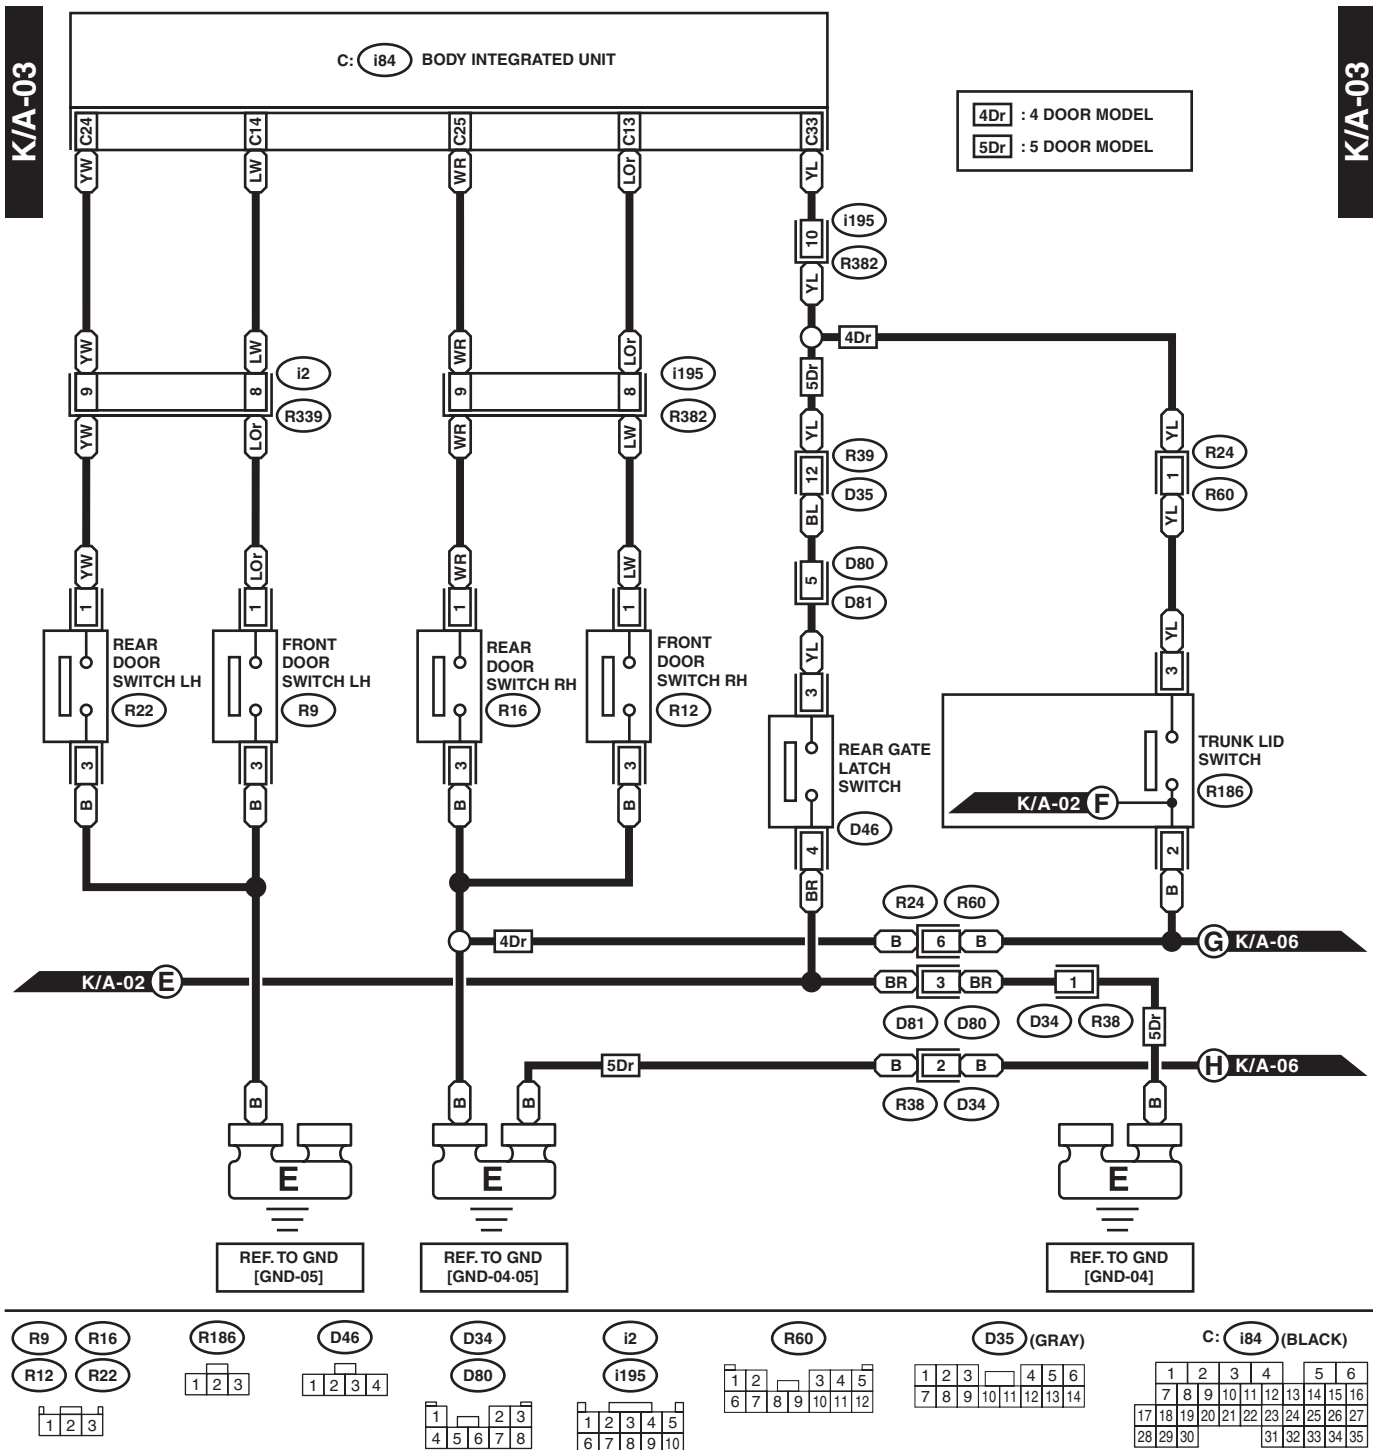 K/A-03
K/A-03
C: i84 BODY INTEGRATED UNIT
4Dr : 4 DOOR MODEL
5Dr : 5 DOOR MODEL
C24 C14 C25 C13 C33
YW LW WR LOr YL
10 i195
R382
YL
4Dr
5Dr
YW LW WR LOr
9 8 i2 9 8 i195
R339 R382
YW LOr WR LW
YL YL
12 R39 1 R24
D35 R60
BL YL
YW LOr WR LW
5 D80
D81
1 1 1 1
YL YL
3 3
REAR DOOR SWITCH LH
R22
FRONT DOOR SWITCH LH
R9
REAR DOOR SWITCH RH
R16
FRONT DOOR SWITCH RH
R12
REAR GATE LATCH SWITCH
D46
TRUNK LID SWITCH
R186
K/A-02 F
3 3 3 3
B B B B
4 2
BR B
R24 R60
4Dr B 6 B G K/A-06
K/A-02 E BR 3 BR 1
D81 D80 D34 R38
5Dr
5Dr B 2 B H K/A-06
R38 D34
B B B B
E E E
REF. TO GND
[GND-05]
REF. TO GND
[GND-04·05]
REF. TO GND
[GND-04]
R9 R16
R12 R22
1 2 3
R186
1 2 3
D46
1 2 3 4
D34
D80
1 2 3
4 5 6 7 8
i2
i195
1 2 3 4 5
6 7 8 9 10
R60
1 2 3 4 5
6 7 8 9 10 11 12
D35 (GRAY)
1 2 3 4 5 6
7 8 9 10 11 12 13 14
C: i84 (BLACK)
1 2 3 4 5 6
7 8 9 10 11 12 13 14 15 16
17 18 19 20 21 22 23 24 25 26 27
28 29 30 31 32 33 34 35